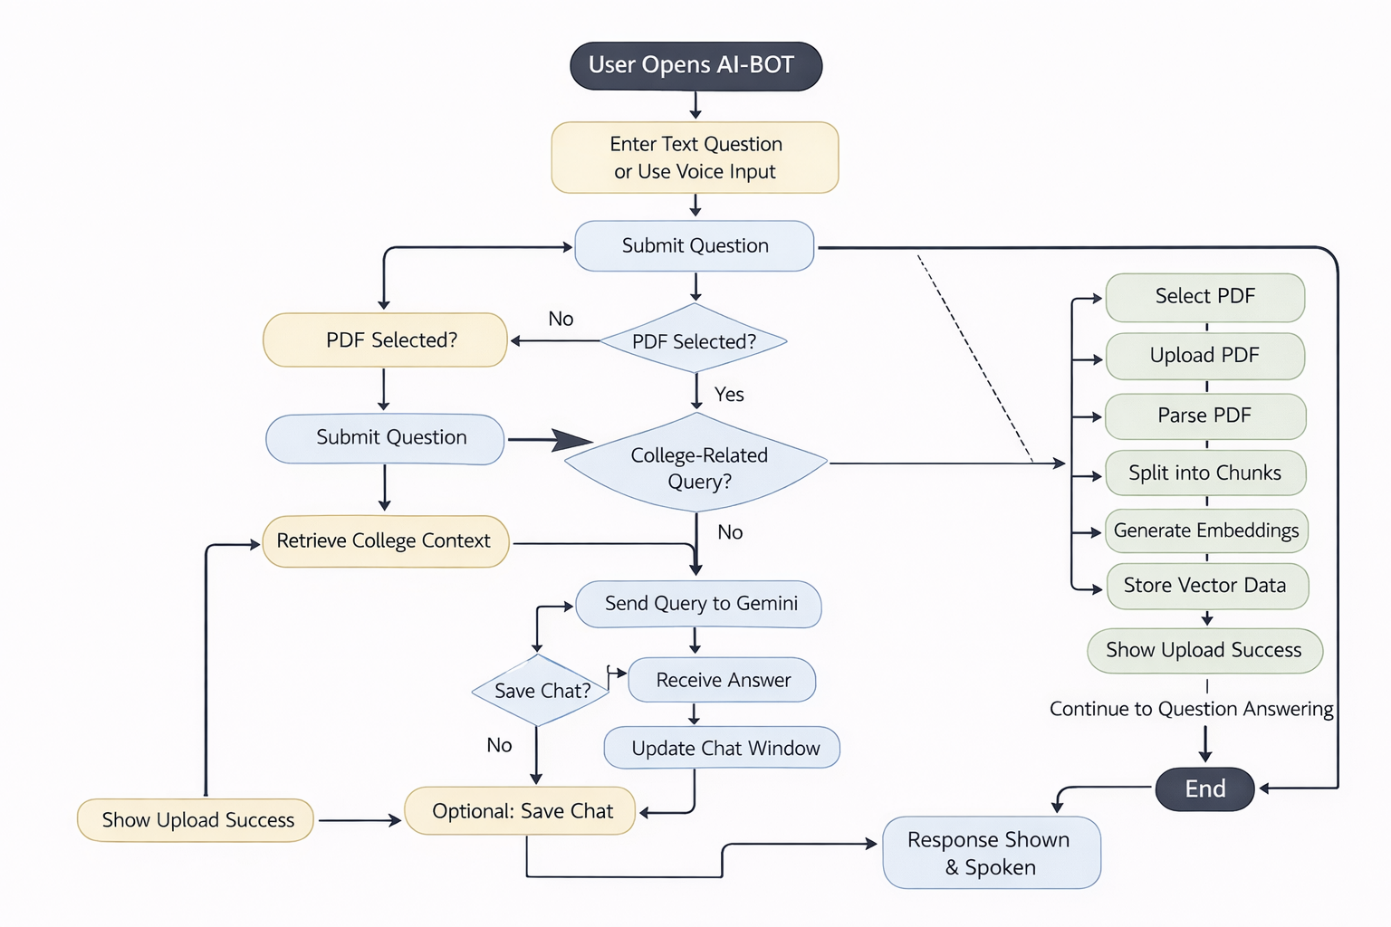 User Opens AI-BOT
Enter Text Question
or Use Voice Input
Submit Question
PDF Selected?
No
PDF Selected?
Yes
Submit Question
College-Related
Query?
No
Retrieve College Context
Send Query to Gemini
Save Chat?
Receive Answer
No
Update Chat Window
Show Upload Success
Optional: Save Chat
Select PDF
Upload PDF
Parse PDF
Split into Chunks
Generate Embeddings
Store Vector Data
Show Upload Success
Continue to Question Answering
End
Response Shown
& Spoken